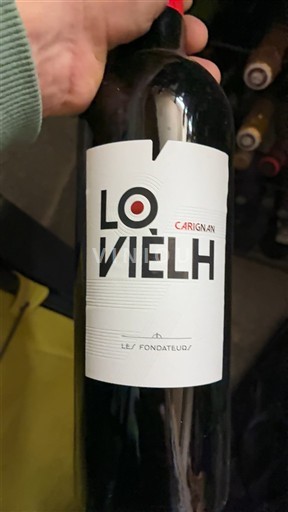 LO
CARIGNAN
VIÈLH
LES FONDATEURS